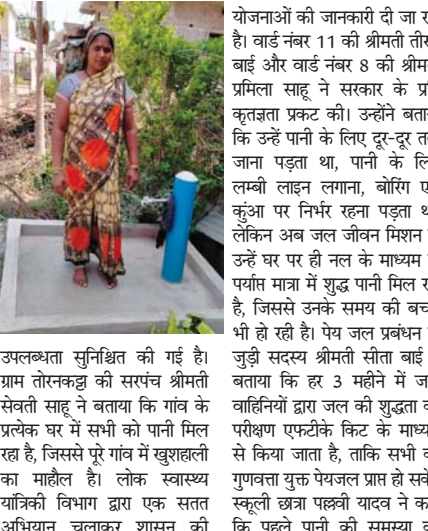 उपलब्धता सुनिश्चित की गई है।
ग्राम तोरनकट्टा की सरपंच श्रीमती
सेवती साहू ने बताया कि गांव के
प्रत्येक घर में सभी को पानी मिल
रहा है, जिससे पूरे गांव में खुशहाली
का माहौल है। लोक स्वास्थ्य
यांत्रिकी विभाग द्वारा एक सतत
अभियान चलाकर शासन की
योजनाओं की जानकारी दी जा
है। वार्ड नंबर 11 की श्रीमती
बाई और वार्ड नंबर 8 की
प्रमिला साहू ने सरकार के
कृतज्ञता प्रकट की। उन्होंने
कि उन्हें पानी के लिए दूर-दूर
जाना पड़ता था, पानी के
लम्बी लाइन लगाना, बोरिंग
कुंआ पर निर्भर रहना पड़ता
लेकिन अब जल जीवन मिशन
उन्हें घर पर ही नल के माध्यम
पर्याप्त मात्रा में शुद्ध पानी मिल
है, जिससे उनके समय की
भी हो रही है। पेय जल प्रबंधन
जुड़ी सदस्य श्रीमती सीता बाई
बताया कि हर 3 महीने में
वाहिनियों द्वारा जल की शुद्धता
परीक्षण एफटीके किट के
से किया जाता है, ताकि सभी
गुणवत्ता युक्त पेयजल प्राप्त हो
स्कूली छात्रा पल्लवी यादव ने
कि पहले पानी की समस्या